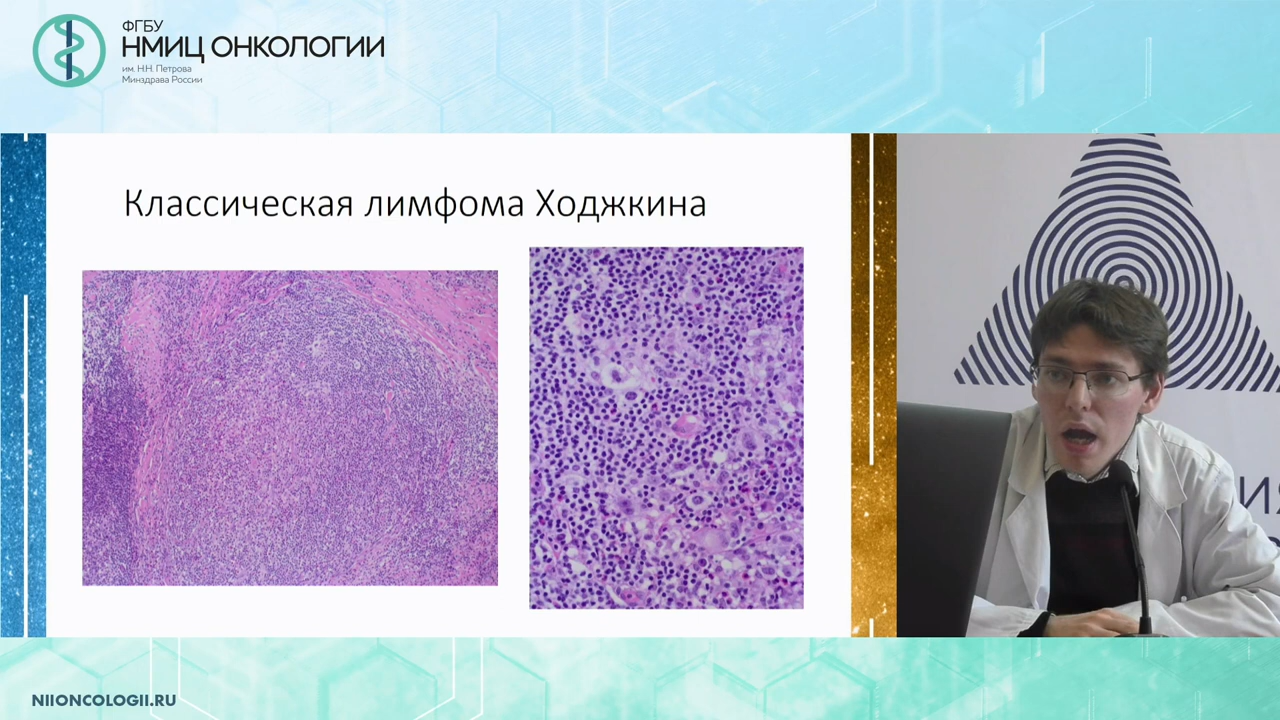 ФГБУ
НМИЦ ОНКОЛОГИИ
им. Н.Н. Петрова
Минздрава России
Классическая лимфома Ходжкина
NIIONCOLOGII.RU